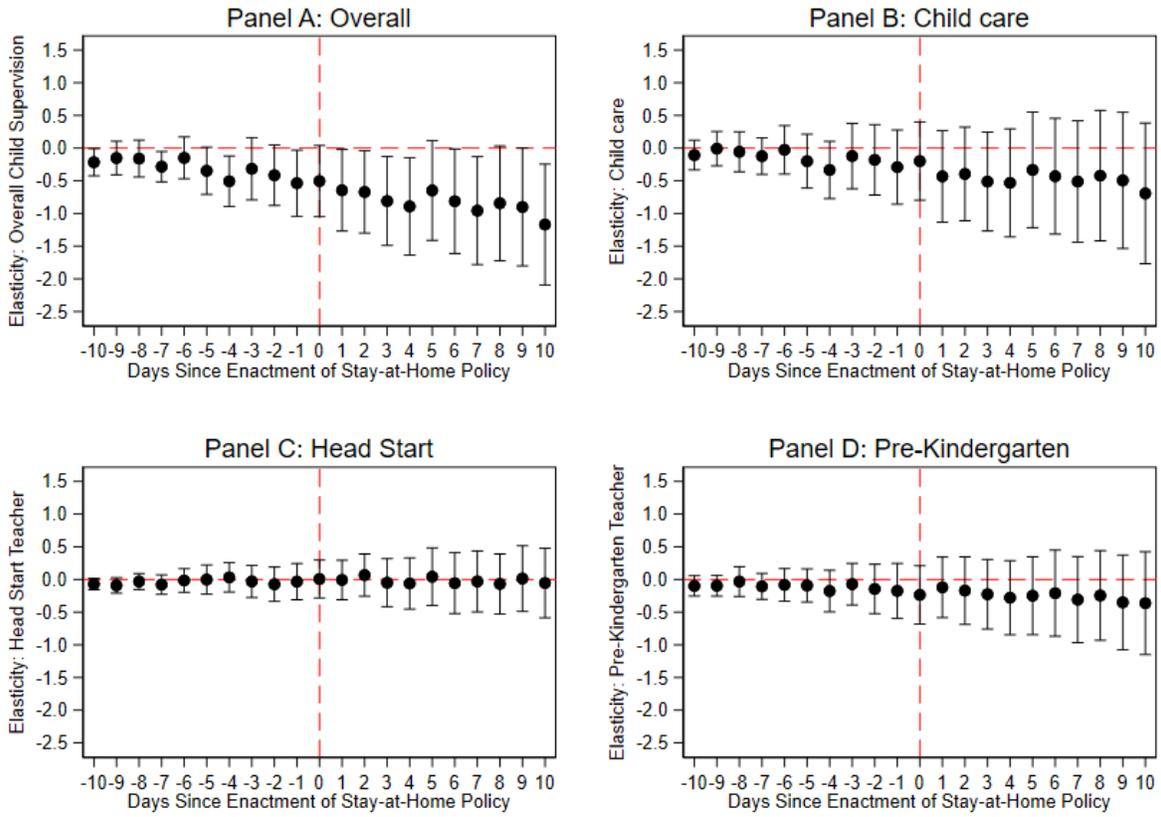 Panel A: Overall
Elasticity: Overall Child Supervision
1.5
1.0
0.5
0.0
-0.5
-1.0
-1.5
-2.0
-2.5
-10 -9 -8 -7 -6 -5 -4 -3 -2 -1 0 1 2 3 4 5 6 7 8 9 10
Days Since Enactment of Stay-at-Home Policy
Panel B: Child care
Elasticity: Child care
1.5
1.0
0.5
0.0
-0.5
-1.0
-1.5
-2.0
-2.5
-10 -9 -8 -7 -6 -5 -4 -3 -2 -1 0 1 2 3 4 5 6 7 8 9 10
Days Since Enactment of Stay-at-Home Policy
Panel C: Head Start
Elasticity: Head Start Teacher
1.5
1.0
0.5
0.0
-0.5
-1.0
-1.5
-2.0
-2.5
-10 -9 -8 -7 -6 -5 -4 -3 -2 -1 0 1 2 3 4 5 6 7 8 9 10
Days Since Enactment of Stay-at-Home Policy
Panel D: Pre-Kindergarten
Elasticity: Pre-Kindergarten Teacher
1.5
1.0
0.5
0.0
-0.5
-1.0
-1.5
-2.0
-2.5
-10 -9 -8 -7 -6 -5 -4 -3 -2 -1 0 1 2 3 4 5 6 7 8 9 10
Days Since Enactment of Stay-at-Home Policy